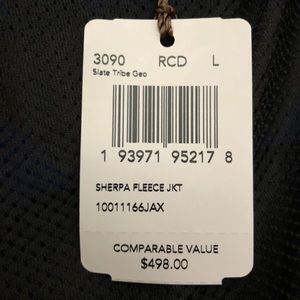 3090 RCD L
Slate Tribe Geo
1 93971 95217 8
SHERPA FLEECE JKT
10011166JAX
COMPARABLE VALUE
$498.00